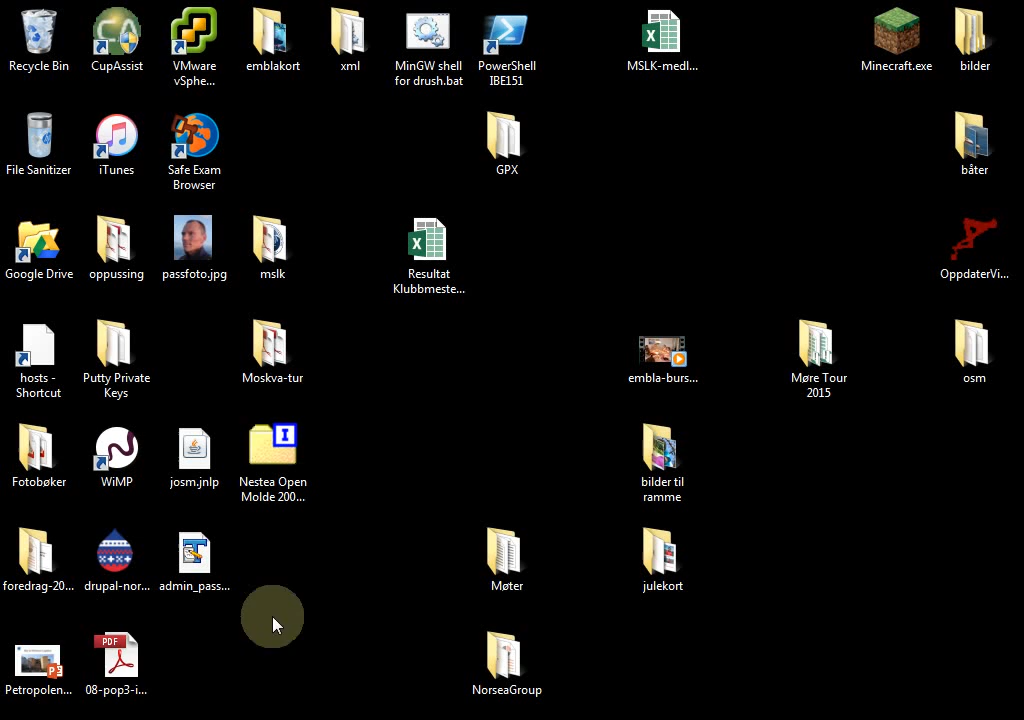 Recycle Bin
CupAssist
VMware
vSphe...
emblakort
xml
MinGW shell
for drush.bat
PowerShell
IBE151
MSLK-medl...
Minecraft.exe
bilder
File Sanitizer
iTunes
Safe Exam
Browser
GPX
båter
Google Drive
oppussing
passfoto.jpg
mslk
Resultat
Klubbmeste...
OppdaterVi...
hosts -
Shortcut
Putty Private
Keys
Moskva-tur
embla-burs...
Møre Tour
2015
osm
Fotobøker
WiMP
josm.jnlp
Nestea Open
Molde 200...
bilder til
ramme
foredrag-20...
drupal-nor...
admin_pass...
Møter
julekort
PDF
Petropolen...
08-pop3-i...
NorseaGroup